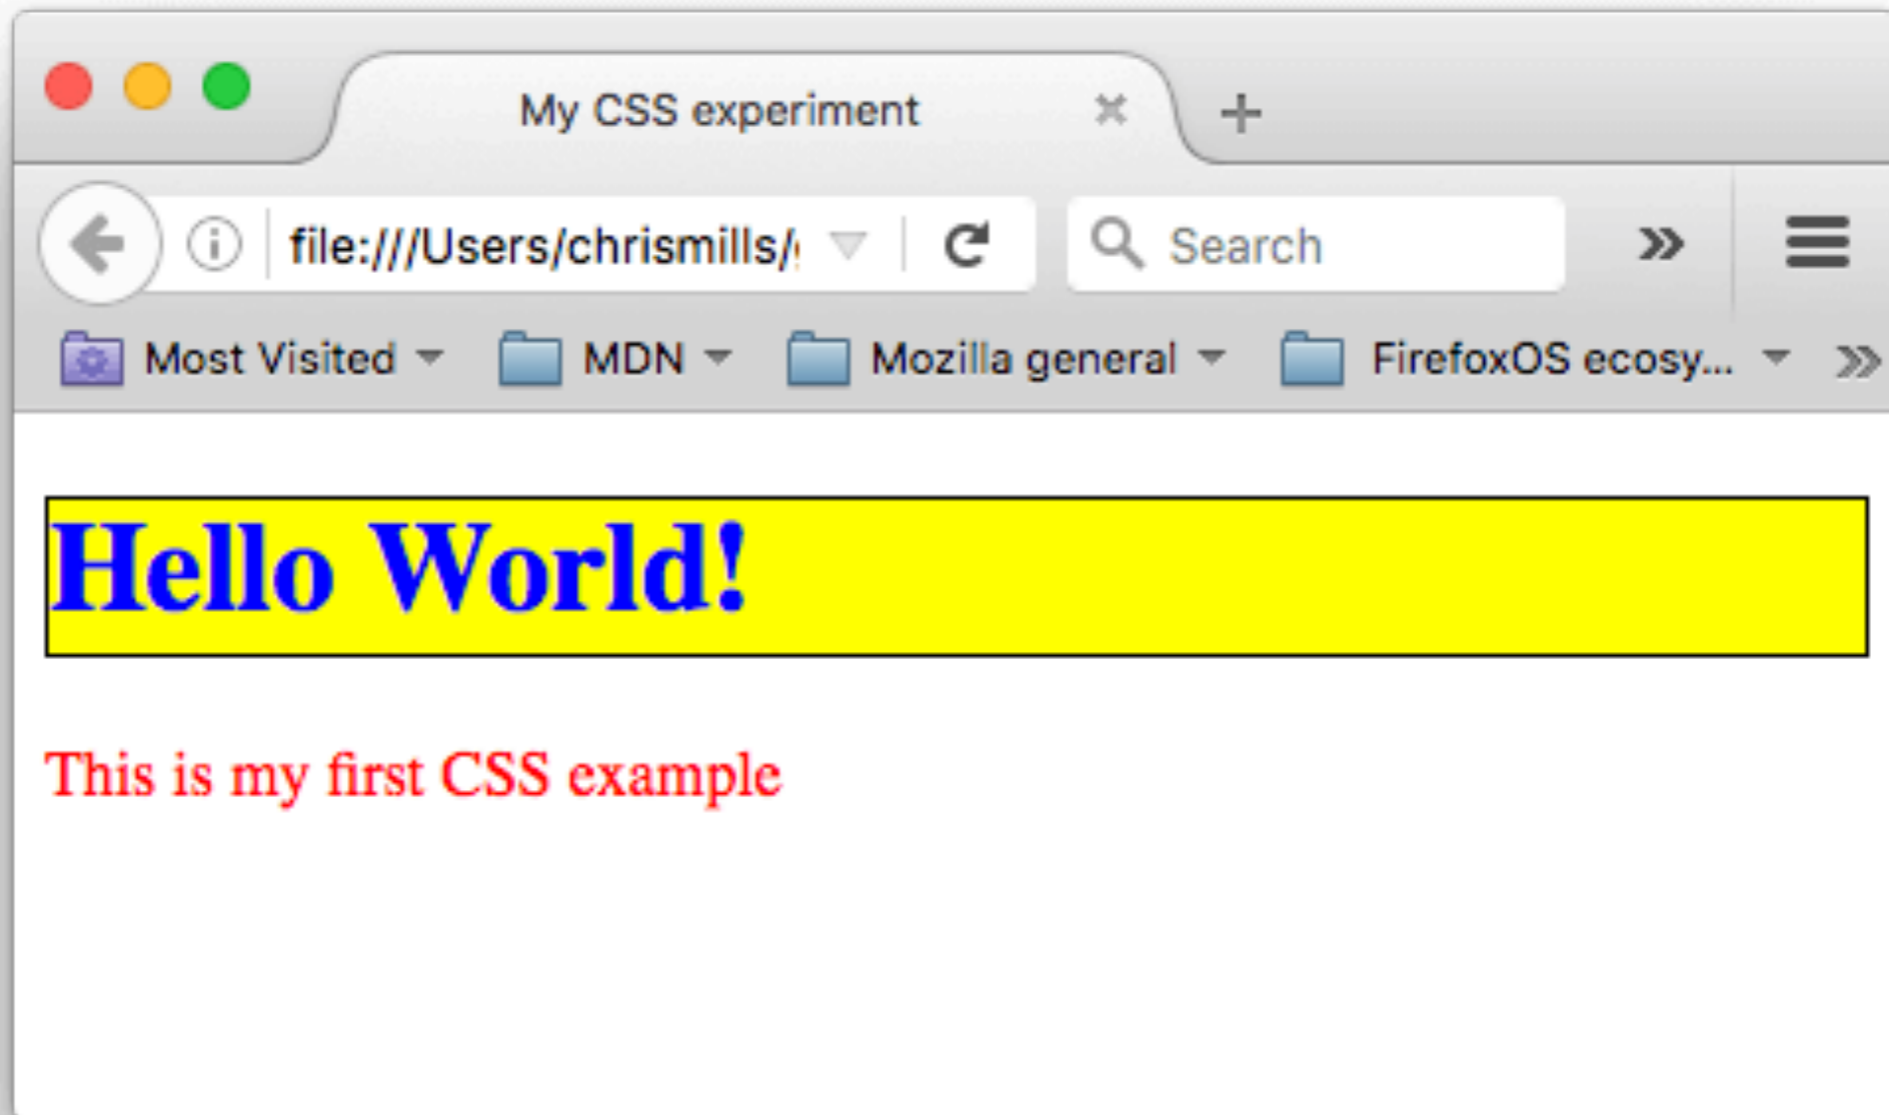 My CSS experiment
file:///Users/chrismills/ Search
Most Visited MDN Mozilla general FirefoxOS ecosy...
Hello World!
This is my first CSS example